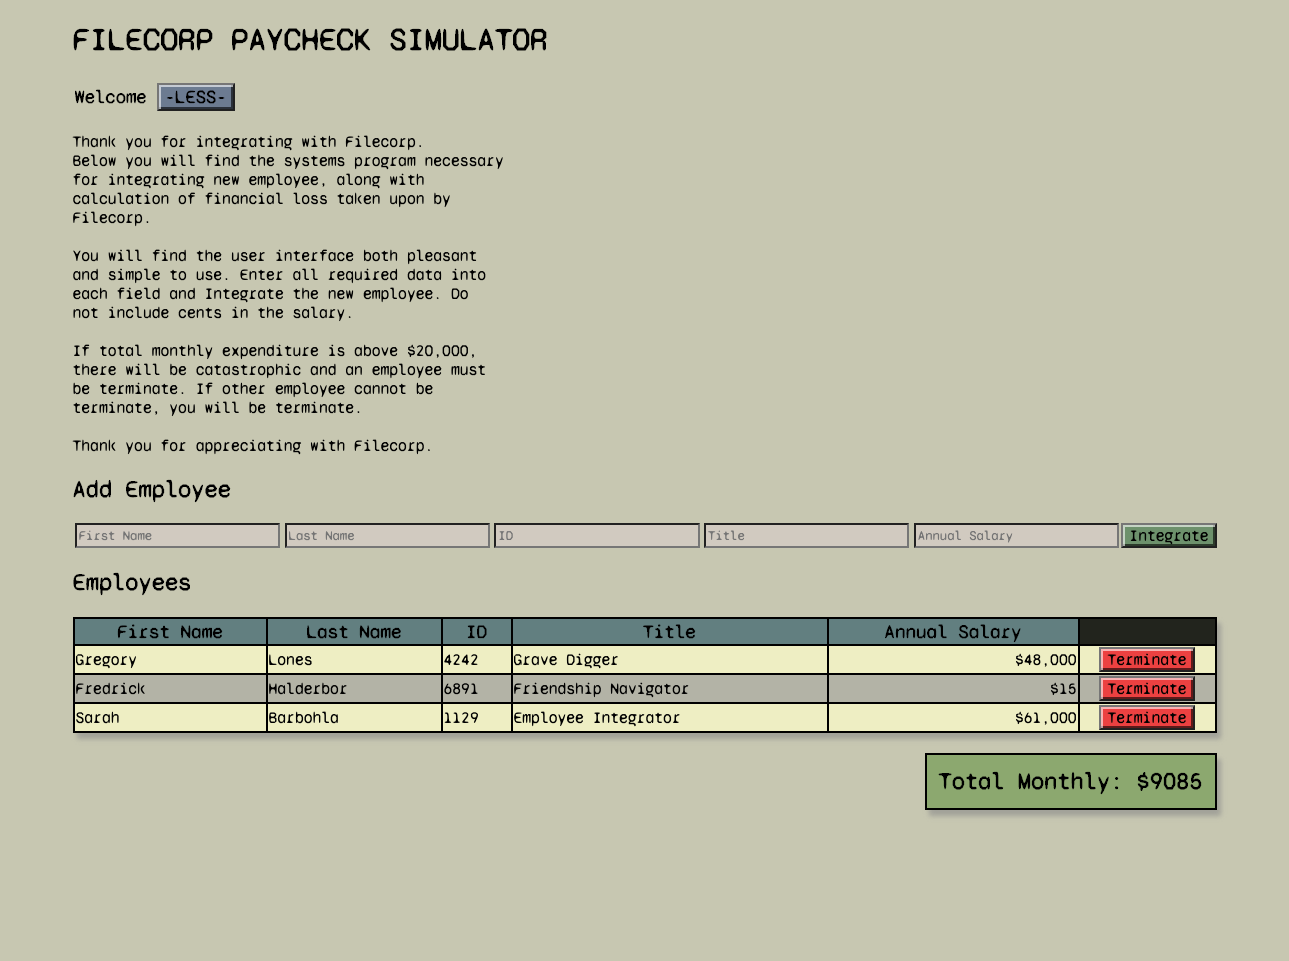 FILECORP PAYCHECK SIMULATOR
Welcome -LESS-
Thank you for integrating with Filecorp.
Below you will find the systems program necessary
for integrating new employee, along with
calculation of financial loss taken upon by
Filecorp.
You will find the user interface both pleasant
and simple to use. Enter all required data into
each field and Integrate the new employee. Do
not include cents in the salary.
If total monthly expenditure is above $20,000,
there will be catastrophic and an employee must
be terminate. If other employee cannot be
terminate, you will be terminate.
Thank you for appreciating with Filecorp.
Add Employee
First Name Last Name ID Title Annual Salary Integrate
Employees
First Name Last Name ID Title Annual Salary
Gregory Lones 4242 Grave Digger $48,000 Terminate
Fredrick Halderbor 6891 Friendship Navigator $15 Terminate
Sarah Barbohla 1129 Employee Integrator $61,000 Terminate
Total Monthly: $9085